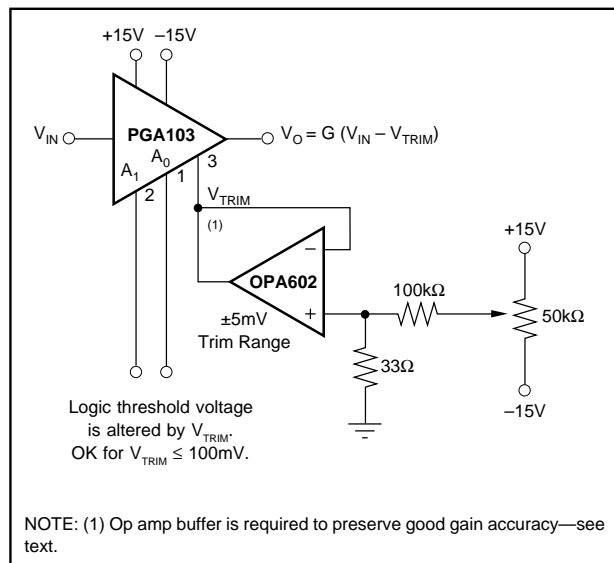 +15V
–15V
V_IN
PGA103
V_O = G (V_IN – V_TRIM)
A_1
A_0
2
1
3
V_TRIM
(1)
–
OPA602
+
±5mV
Trim Range
100kΩ
+15V
50kΩ
–15V
33Ω
Logic threshold voltage
is altered by V_TRIM.
OK for V_TRIM ≤ 100mV.
NOTE: (1) Op amp buffer is required to preserve good gain accuracy—see
text.